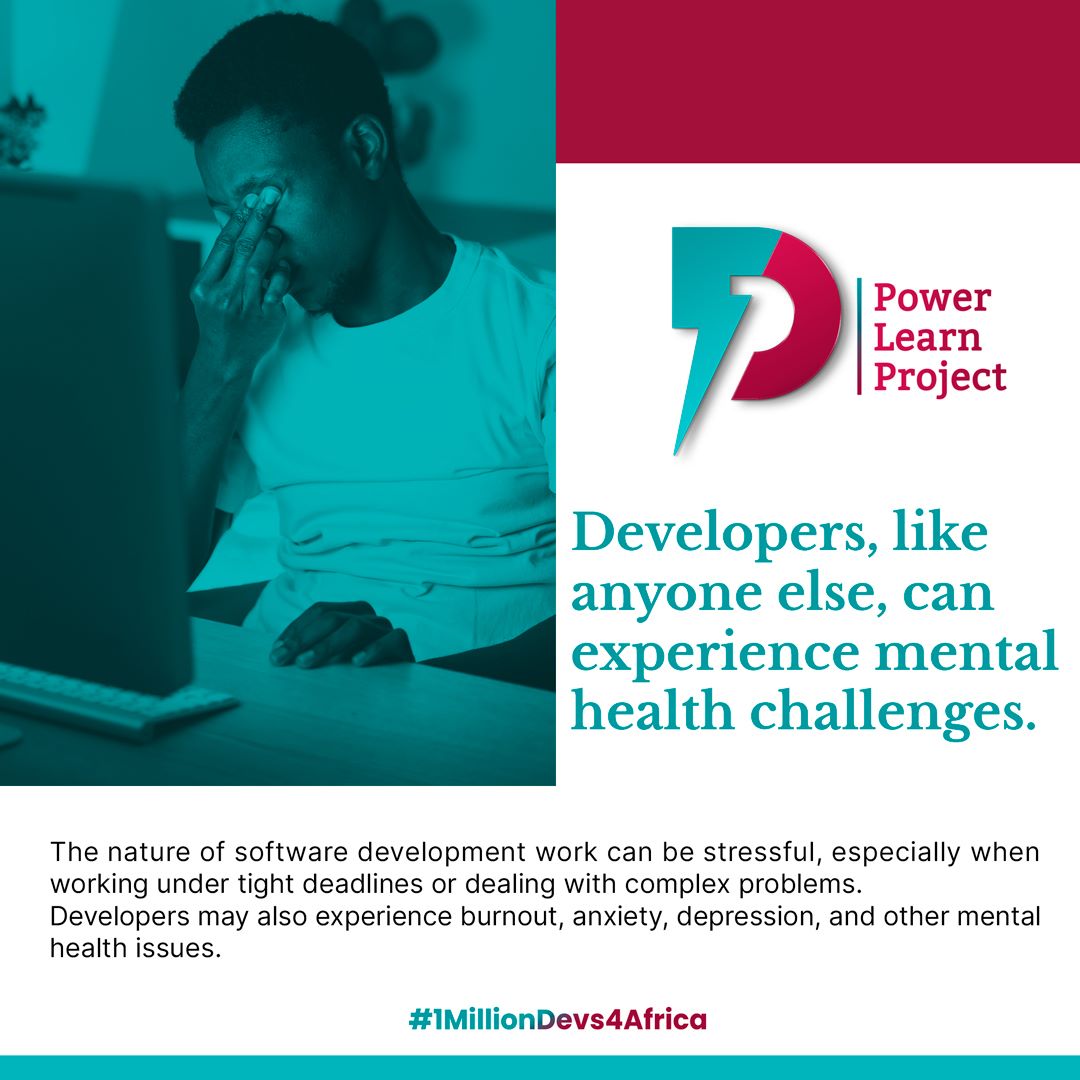 Power
Learn
Project
Developers, like
anyone else, can
experience mental
health challenges.
The nature of software development work can be stressful, especially when
working under tight deadlines or dealing with complex problems.
Developers may also experience burnout, anxiety, depression, and other mental
health issues.
#1MillionDevs4Africa